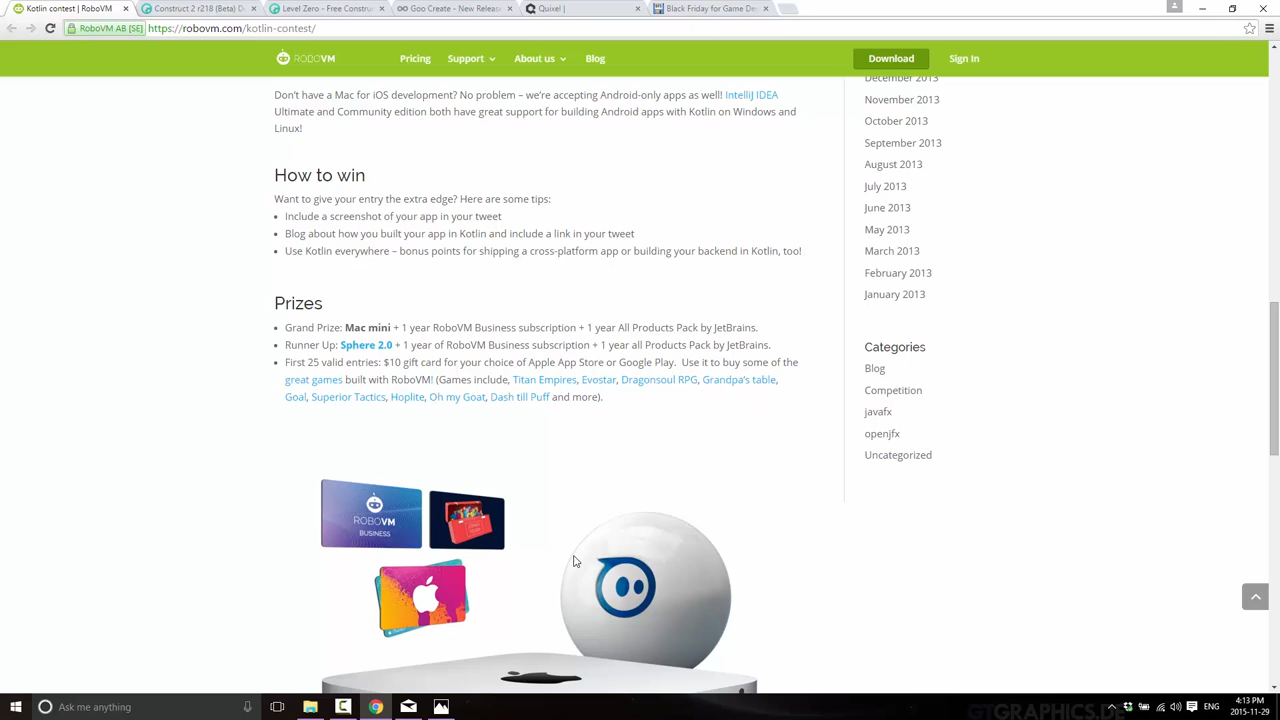 Kotlin contest | RoboVM
Construct 2 r218 (Beta) D
Level Zero - Free Constru
Goo Create - New Releas
Quixel |
Black Friday for Game De
RoboVM AB [SE]
https://robovm.com/kotlin-contest/
ROBOVM
Pricing
Support
About us
Blog
Download
Sign In
Don't have a Mac for iOS development? No problem – we're accepting Android-only apps as well! IntelliJ IDEA
Ultimate and Community edition both have great support for building Android apps with Kotlin on Windows and
Linux!
How to win
Want to give your entry the extra edge? Here are some tips:
• Include a screenshot of your app in your tweet
• Blog about how you built your app in Kotlin and include a link in your tweet
• Use Kotlin everywhere – bonus points for shipping a cross-platform app or building your backend in Kotlin, too!
Prizes
• Grand Prize: Mac mini + 1 year RoboVM Business subscription + 1 year All Products Pack by JetBrains.
• Runner Up: Sphere 2.0 + 1 year of RoboVM Business subscription + 1 year all Products Pack by JetBrains.
• First 25 valid entries: $10 gift card for your choice of Apple App Store or Google Play. Use it to buy some of the
great games built with RoboVM! (Games include, Titan Empires, Evostar, Dragonsoul RPG, Grandpa's table,
Goal, Superior Tactics, Hoplite, Oh my Goat, Dash till Puff and more).
ROBOVM
BUSINESS
December 2013
November 2013
October 2013
September 2013
August 2013
July 2013
June 2013
May 2013
March 2013
February 2013
January 2013
Categories
Blog
Competition
javafx
openjfx
Uncategorized
Ask me anything
ENG
4:13 PM
2015-11-29
GTGRAPHICS.DE